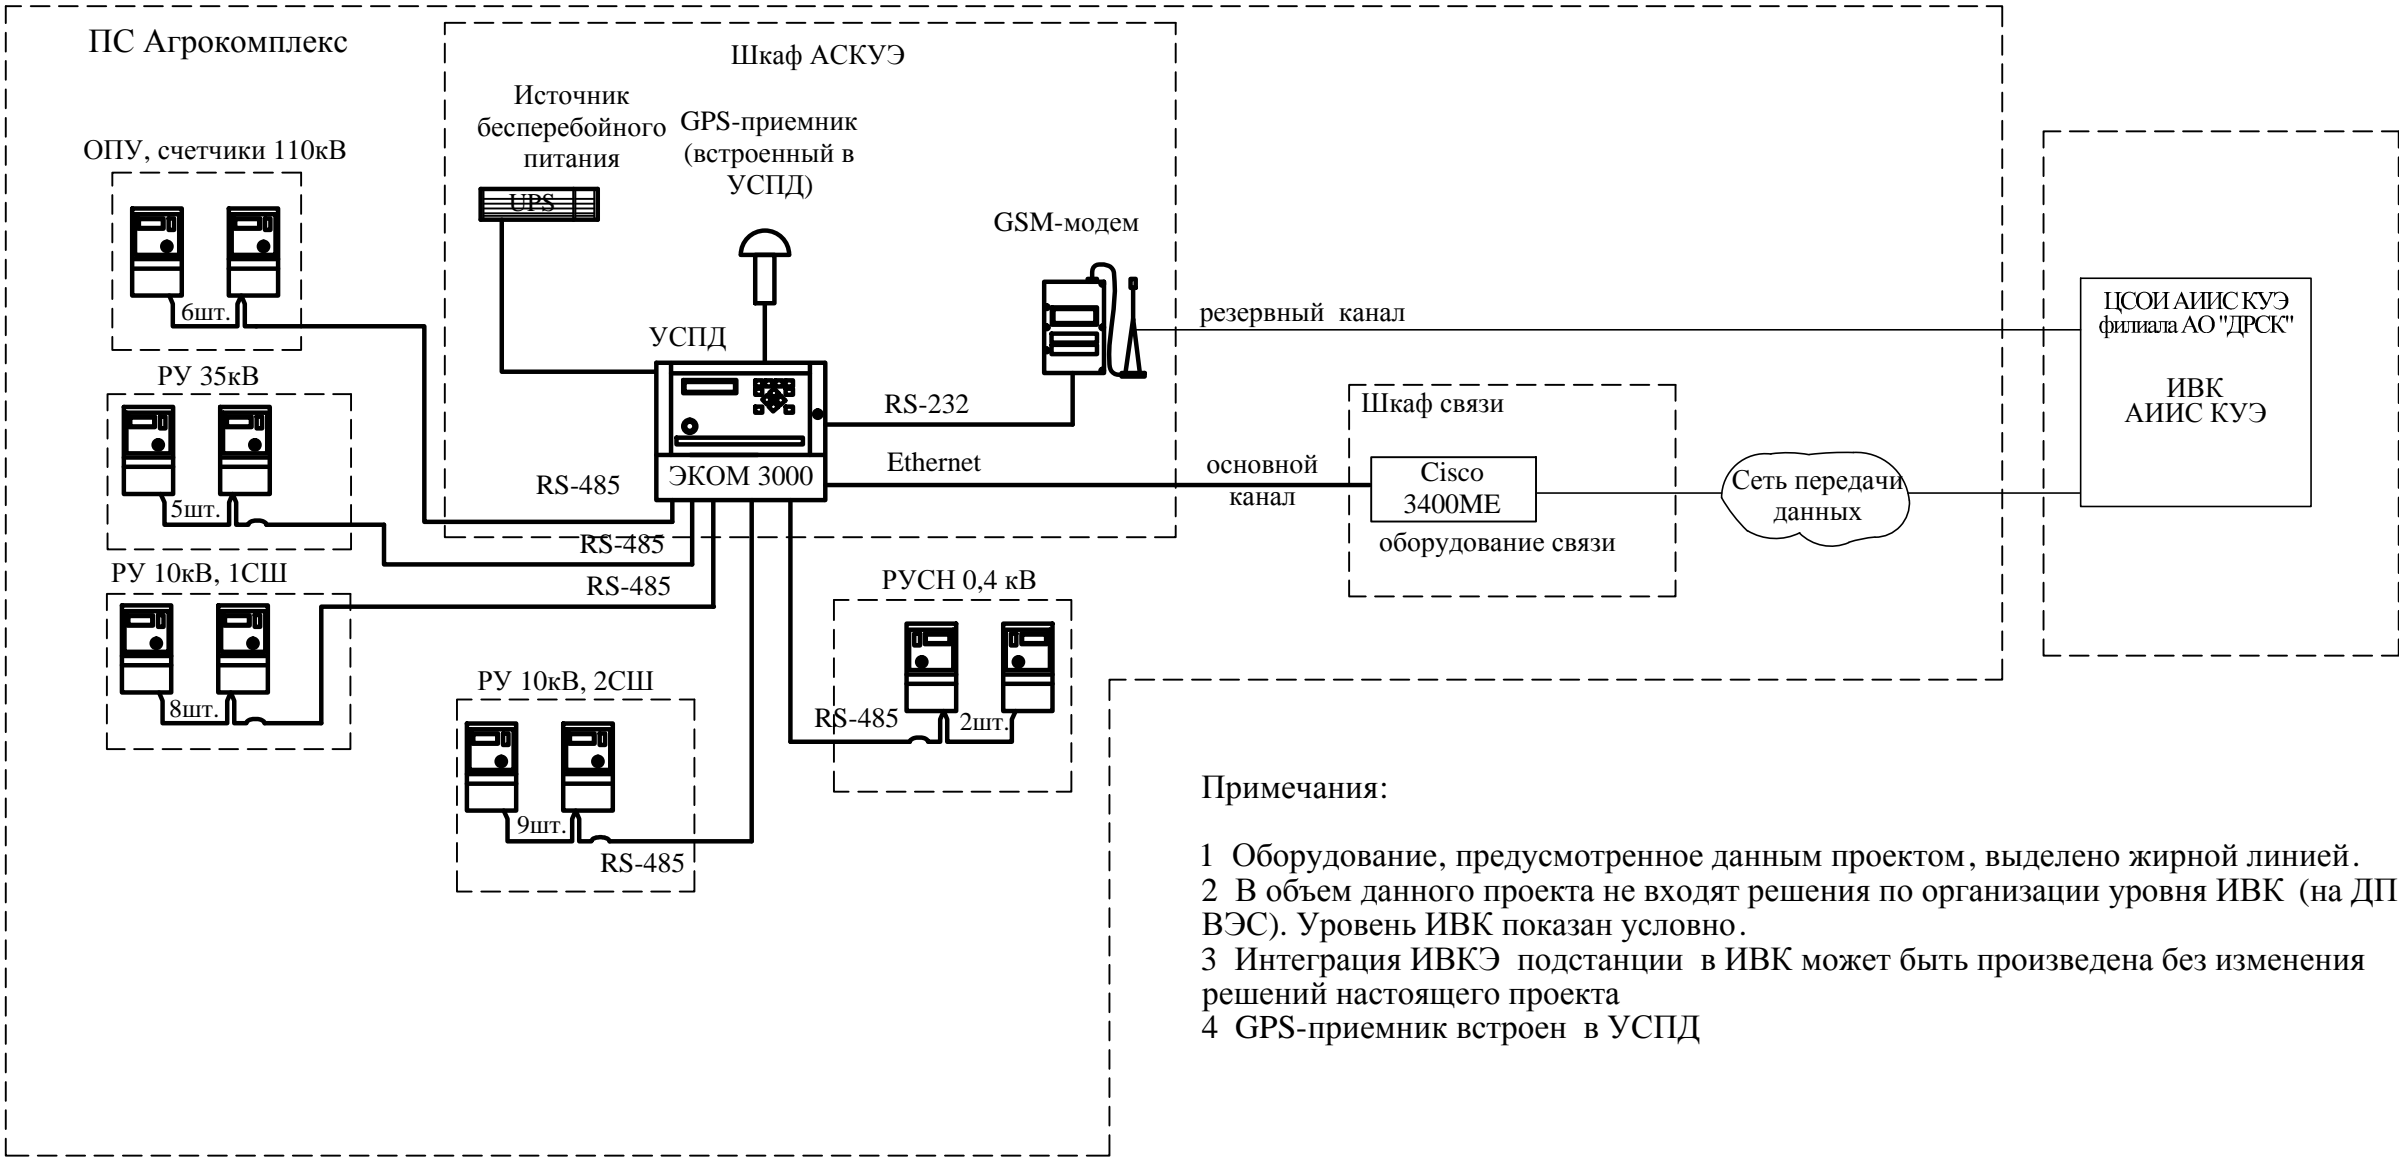 ПС Агрокомплекс
Шкаф АСКУЭ
Источник
бесперебойного
питания
GPS-приемник
(встроенный в
УСПД)
ОПУ, счетчики 110кВ
UPS
GSM-модем
6шт.
УСПД
резервный канал
ЦСОИ АИИС КУЭ
филиала АО "ДРСК"
ИВК
АИИС КУЭ
РУ 35кВ
RS-232
Шкаф связи
5шт.
RS-485
ЭКОМ 3000
Ethernet
основной
канал
Cisco
3400ME
Сеть передачи
данных
оборудование связи
RS-485
РУ 10кВ, 1СШ
RS-485
РУСН 0,4 кВ
8шт.
РУ 10кВ, 2СШ
RS-485
2шт.
9шт.
RS-485
Примечания:
1 Оборудование, предусмотренное данным проектом, выделено жирной линией.
2 В объем данного проекта не входят решения по организации уровня ИВК (на ДП
ВЭС). Уровень ИВК показан условно.
3 Интеграция ИВКЭ подстанции в ИВК может быть произведена без изменения
решений настоящего проекта
4 GPS-приемник встроен в УСПД